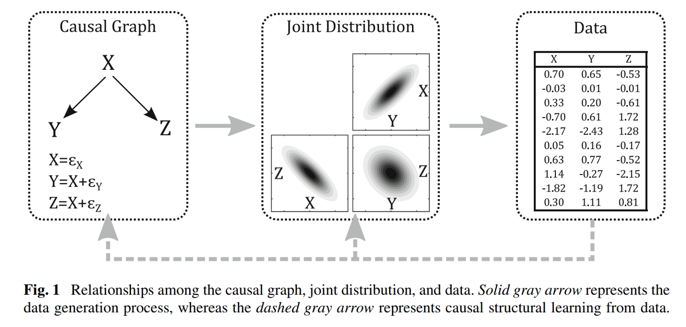 Causal Graph
X
Y
Z
X=εX
Y=X+εY
Z=X+εZ
Joint Distribution
X
Y
Z
X
Z
Y
Data
X Y Z
0.70 0.65 -0.53
-0.03 0.01 -0.01
0.33 0.20 -0.61
-0.70 0.61 1.72
-2.17 -2.43 1.28
0.05 0.16 -0.17
0.63 0.77 -0.52
1.14 -0.27 -2.15
-1.82 -1.19 1.72
0.30 1.11 0.81
Fig. 1 Relationships among the causal graph, joint distribution, and data. Solid gray arrow represents the
data generation process, whereas the dashed gray arrow represents causal structural learning from data.